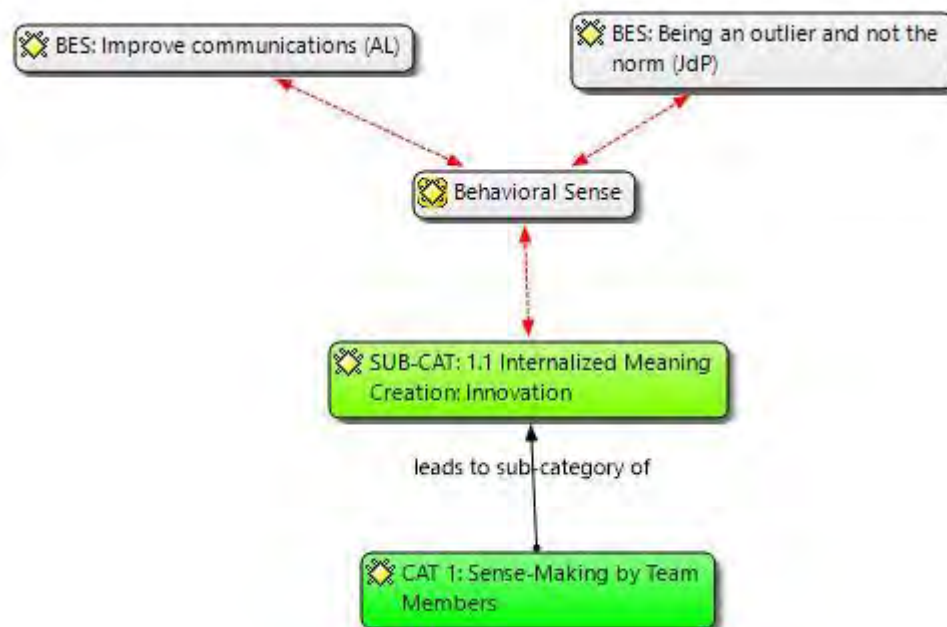 BES: Improve communications (AL)
BES: Being an outlier and not the
norm (JdP)
Behavioral Sense
SUB-CAT: 1.1 Internalized Meaning
Creation: Innovation
leads to sub-category of
CAT 1: Sense-Making by Team
Members